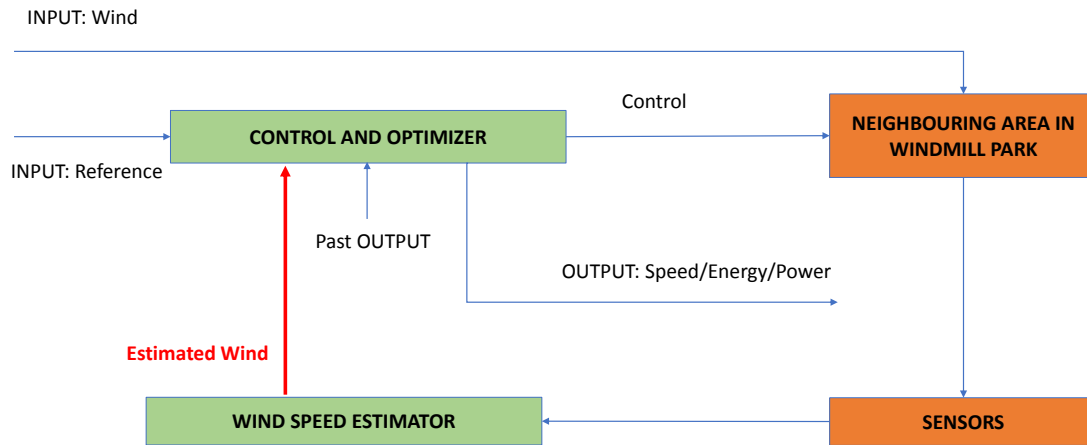 INPUT: Wind
Control
CONTROL AND OPTIMIZER
NEIGHBOURING AREA IN
WINDMILL PARK
INPUT: Reference
Past OUTPUT
OUTPUT: Speed/Energy/Power
Estimated Wind
WIND SPEED ESTIMATOR
SENSORS